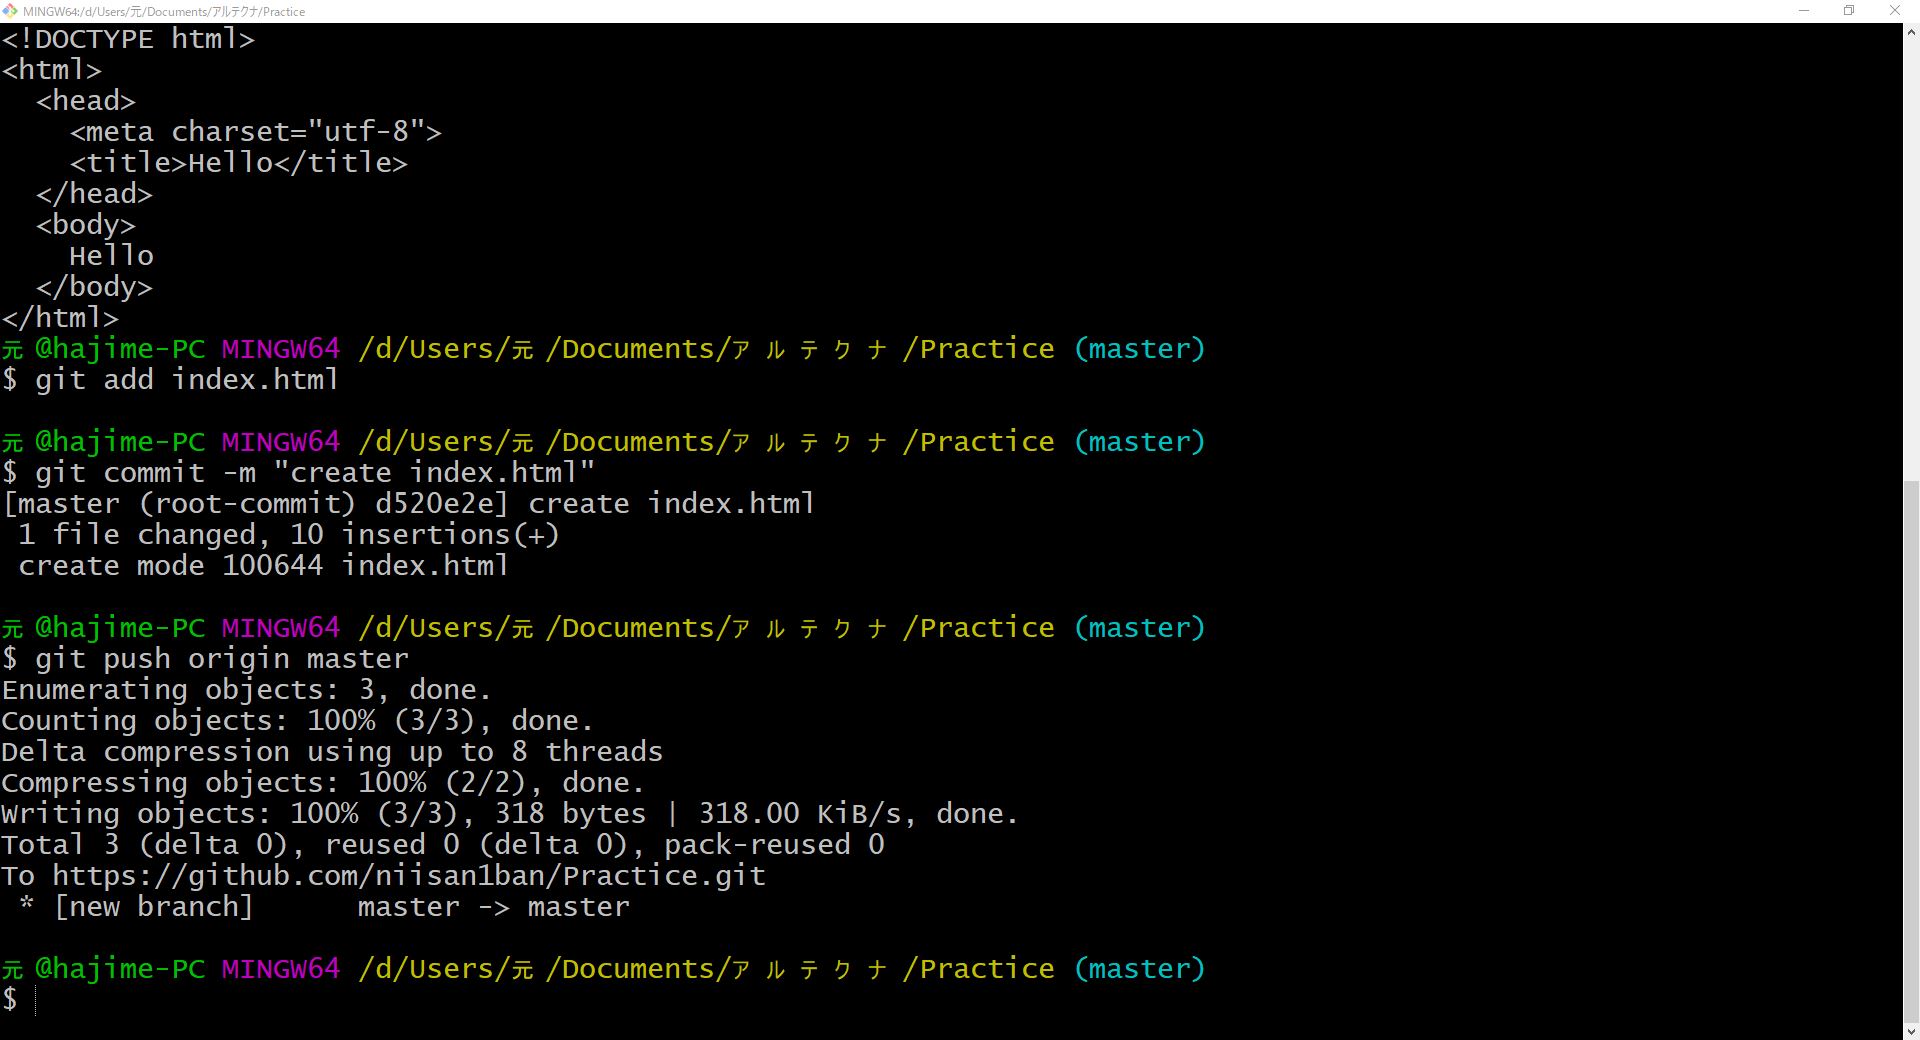 MINGW64:/d/Users/元/Documents/アルテクナ/Practice
<!DOCTYPE html>
<html>
  <head>
    <meta charset="utf-8">
    <title>Hello</title>
  </head>
  <body>
    Hello
  </body>
</html>
元@hajime-PC MINGW64 /d/Users/元/Documents/アルテクナ/Practice (master)
$ git add index.html

元@hajime-PC MINGW64 /d/Users/元/Documents/アルテクナ/Practice (master)
$ git commit -m "create index.html"
[master (root-commit) d520e2e] create index.html
 1 file changed, 10 insertions(+)
 create mode 100644 index.html

元@hajime-PC MINGW64 /d/Users/元/Documents/アルテクナ/Practice (master)
$ git push origin master
Enumerating objects: 3, done.
Counting objects: 100% (3/3), done.
Delta compression using up to 8 threads
Compressing objects: 100% (2/2), done.
Writing objects: 100% (3/3), 318 bytes | 318.00 KiB/s, done.
Total 3 (delta 0), reused 0 (delta 0), pack-reused 0
To https://github.com/niisan1ban/Practice.git
 * [new branch]      master -> master

元@hajime-PC MINGW64 /d/Users/元/Documents/アルテクナ/Practice (master)
$